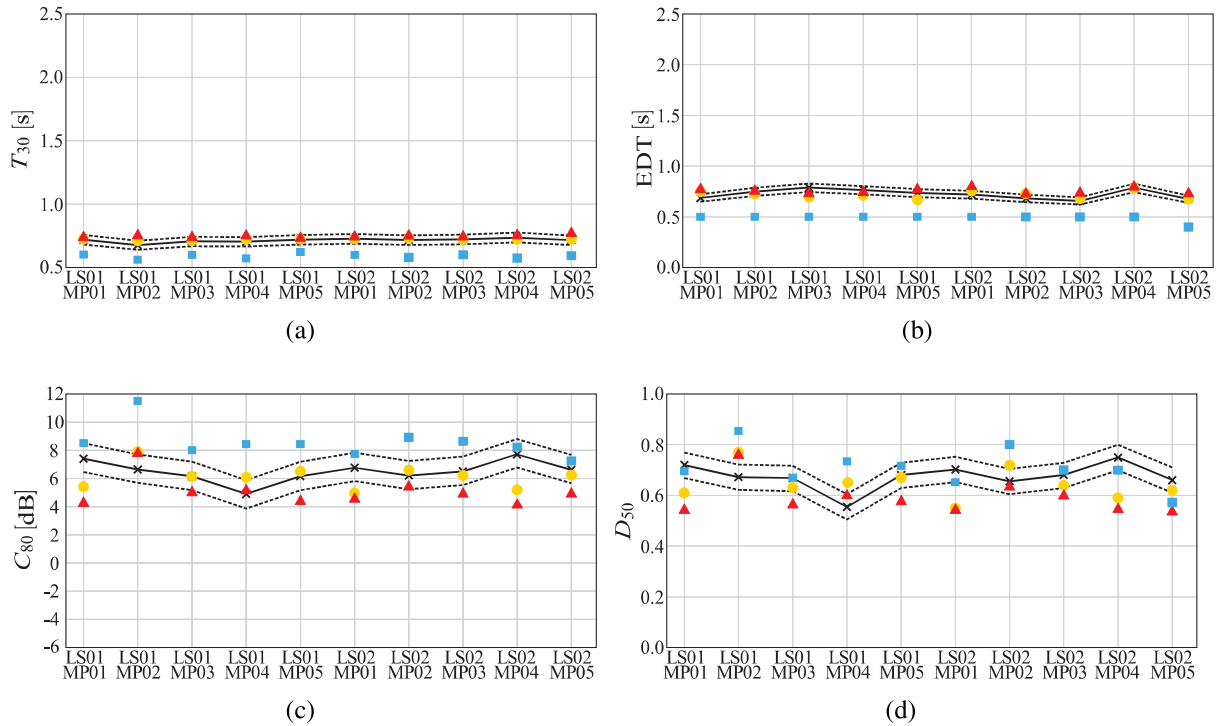 2.5
2.0
1.5
1.0
0.5
T30 [s]
LS01 LS01 LS01 LS01 LS01 LS02 LS02 LS02 LS02 LS02
MP01 MP02 MP03 MP04 MP05 MP01 MP02 MP03 MP04 MP05
(a)
2.5
2.0
1.5
1.0
0.5
0.0
EDT [s]
LS01 LS01 LS01 LS01 LS01 LS02 LS02 LS02 LS02 LS02
MP01 MP02 MP03 MP04 MP05 MP01 MP02 MP03 MP04 MP05
(b)
12
10
8
6
4
2
0
-2
-4
-6
C80 [dB]
LS01 LS01 LS01 LS01 LS01 LS02 LS02 LS02 LS02 LS02
MP01 MP02 MP03 MP04 MP05 MP01 MP02 MP03 MP04 MP05
(c)
1.0
0.8
0.6
0.4
0.2
0.0
D50
LS01 LS01 LS01 LS01 LS01 LS02 LS02 LS02 LS02 LS02
MP01 MP02 MP03 MP04 MP05 MP01 MP02 MP03 MP04 MP05
(d)